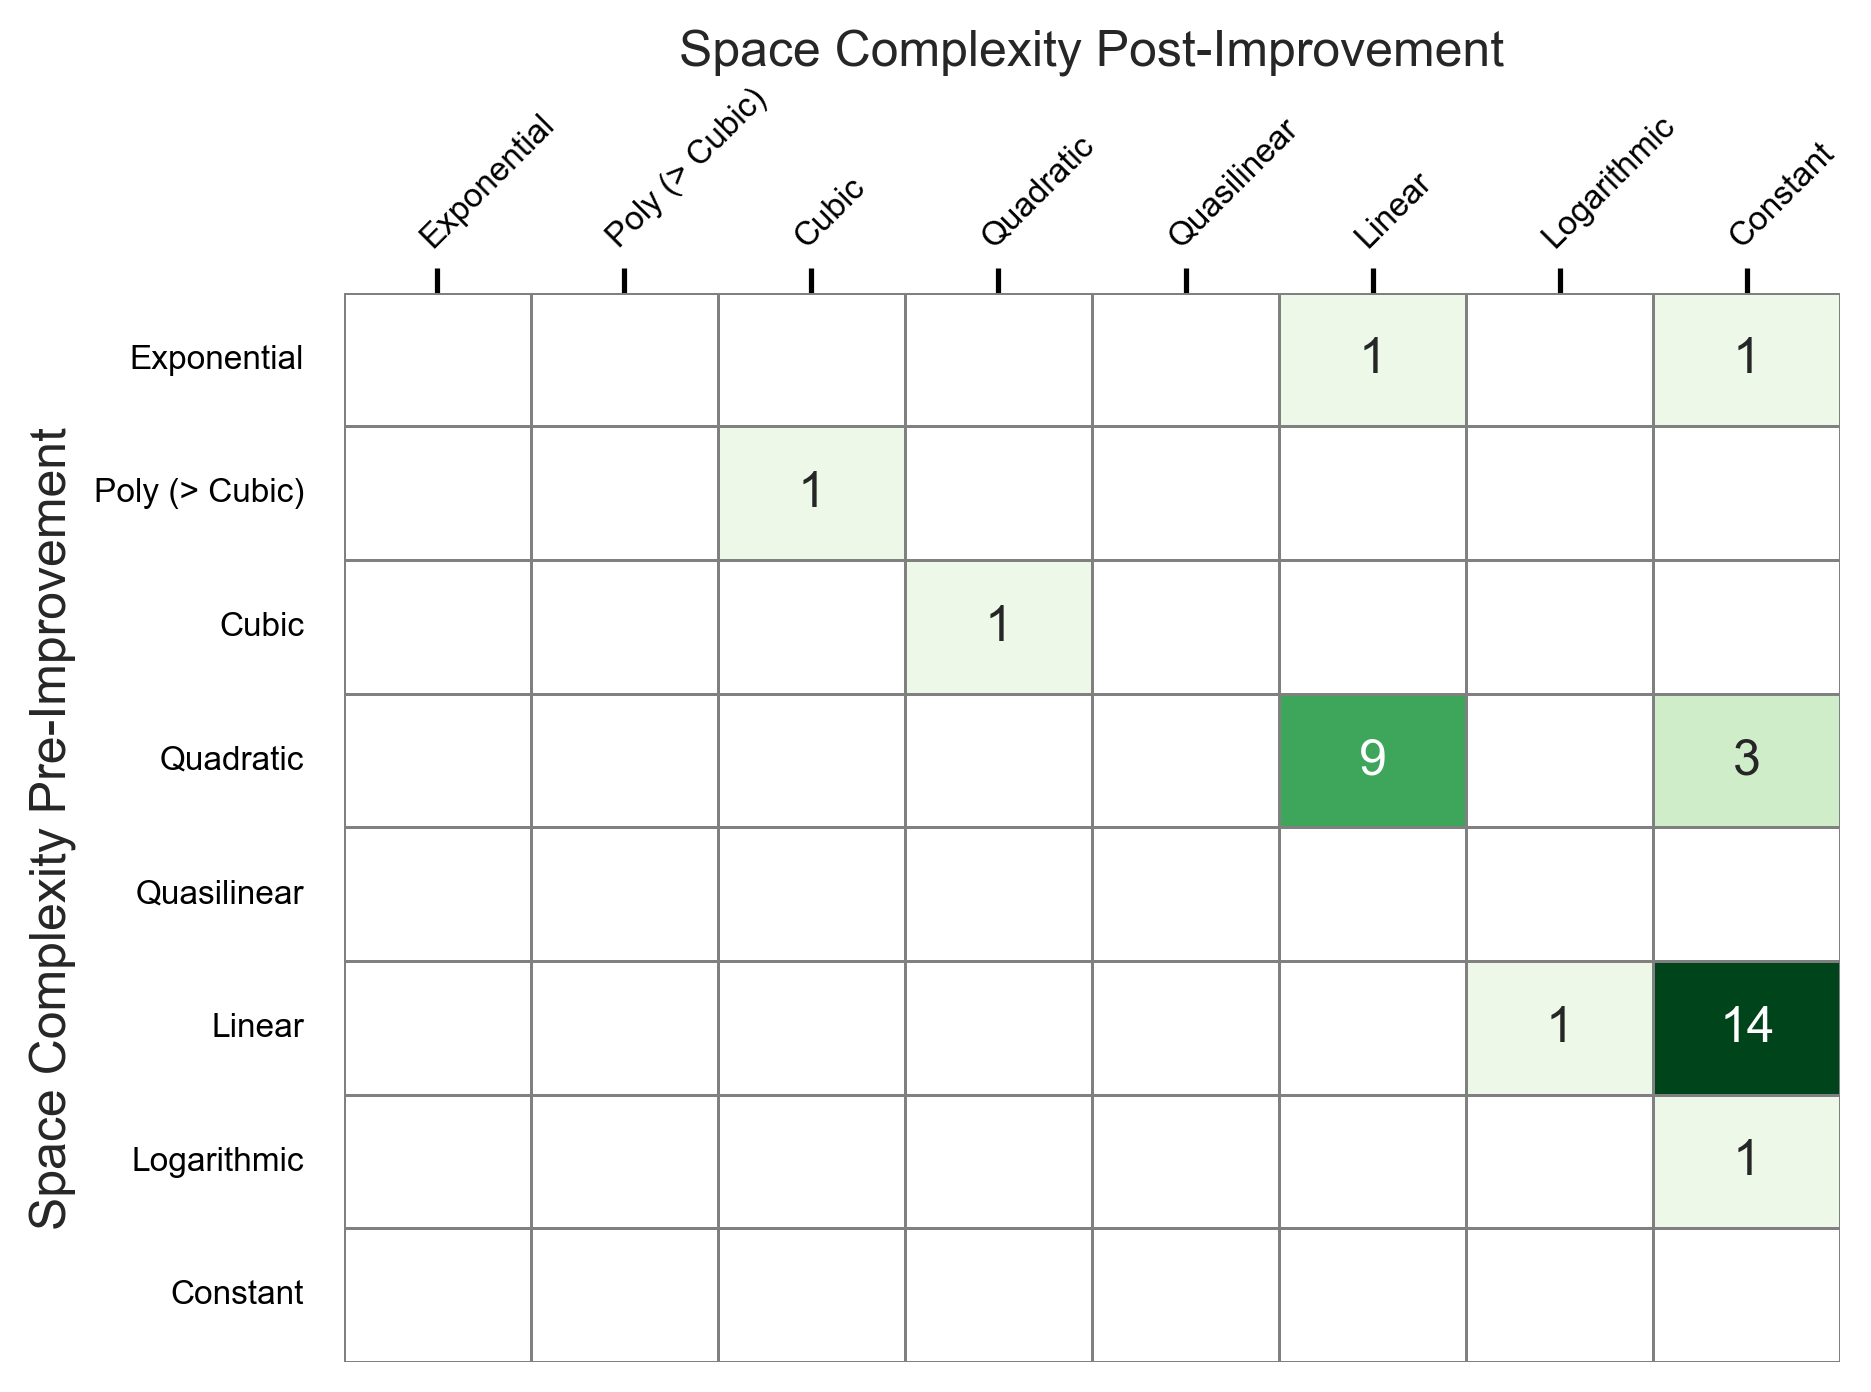 Space Complexity Post-Improvement
Exponential
Poly (> Cubic)
Cubic
Quadratic
Quasilinear
Linear
Logarithmic
Constant
Space Complexity Pre-Improvement
Exponential
1
1
Poly (> Cubic)
1
Cubic
1
Quadratic
9
3
Quasilinear
Linear
1
14
Logarithmic
1
Constant